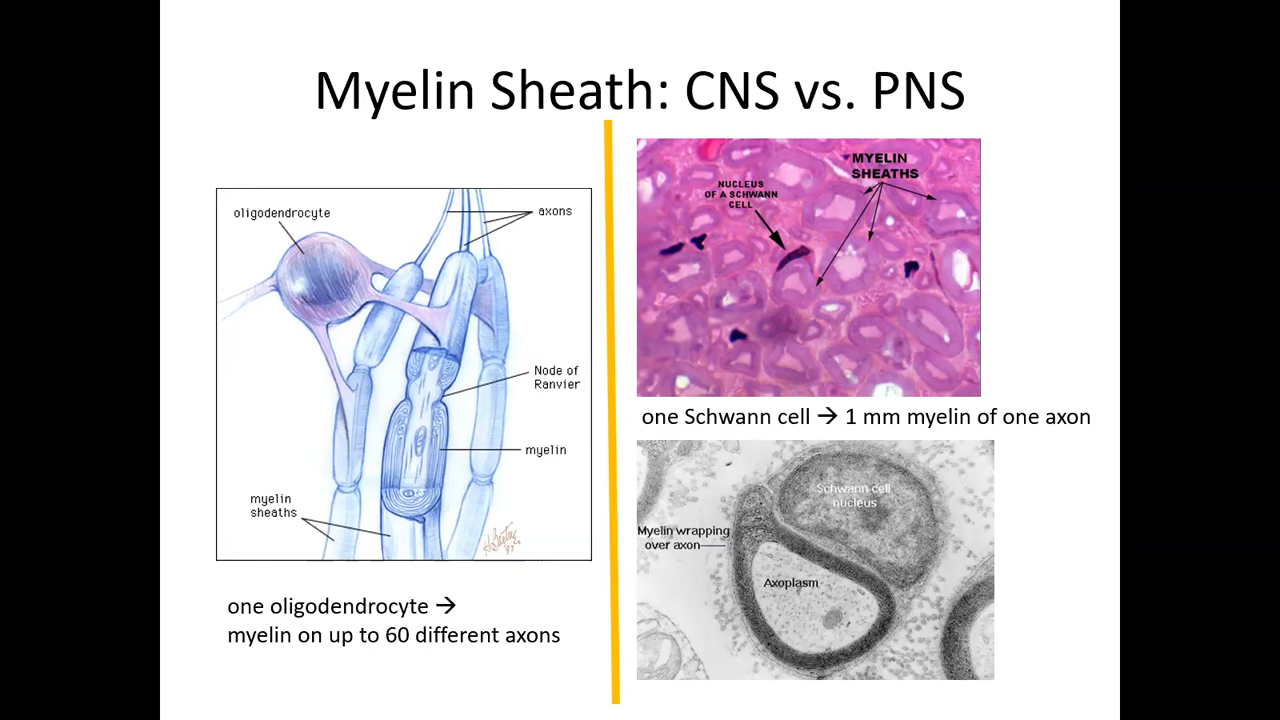 Myelin Sheath: CNS vs. PNS
oligodendrocyte
axons
Node of
Ranvier
myelin
myelin
sheaths
one oligodendrocyte →
myelin on up to 60 different axons
MYELIN
SHEATHS
NUCLEUS
OF A SCHWANN
CELL
one Schwann cell → 1 mm myelin of one axon
Schwann cell
nucleus
Myelin wrapping
over axon
Axoplasm